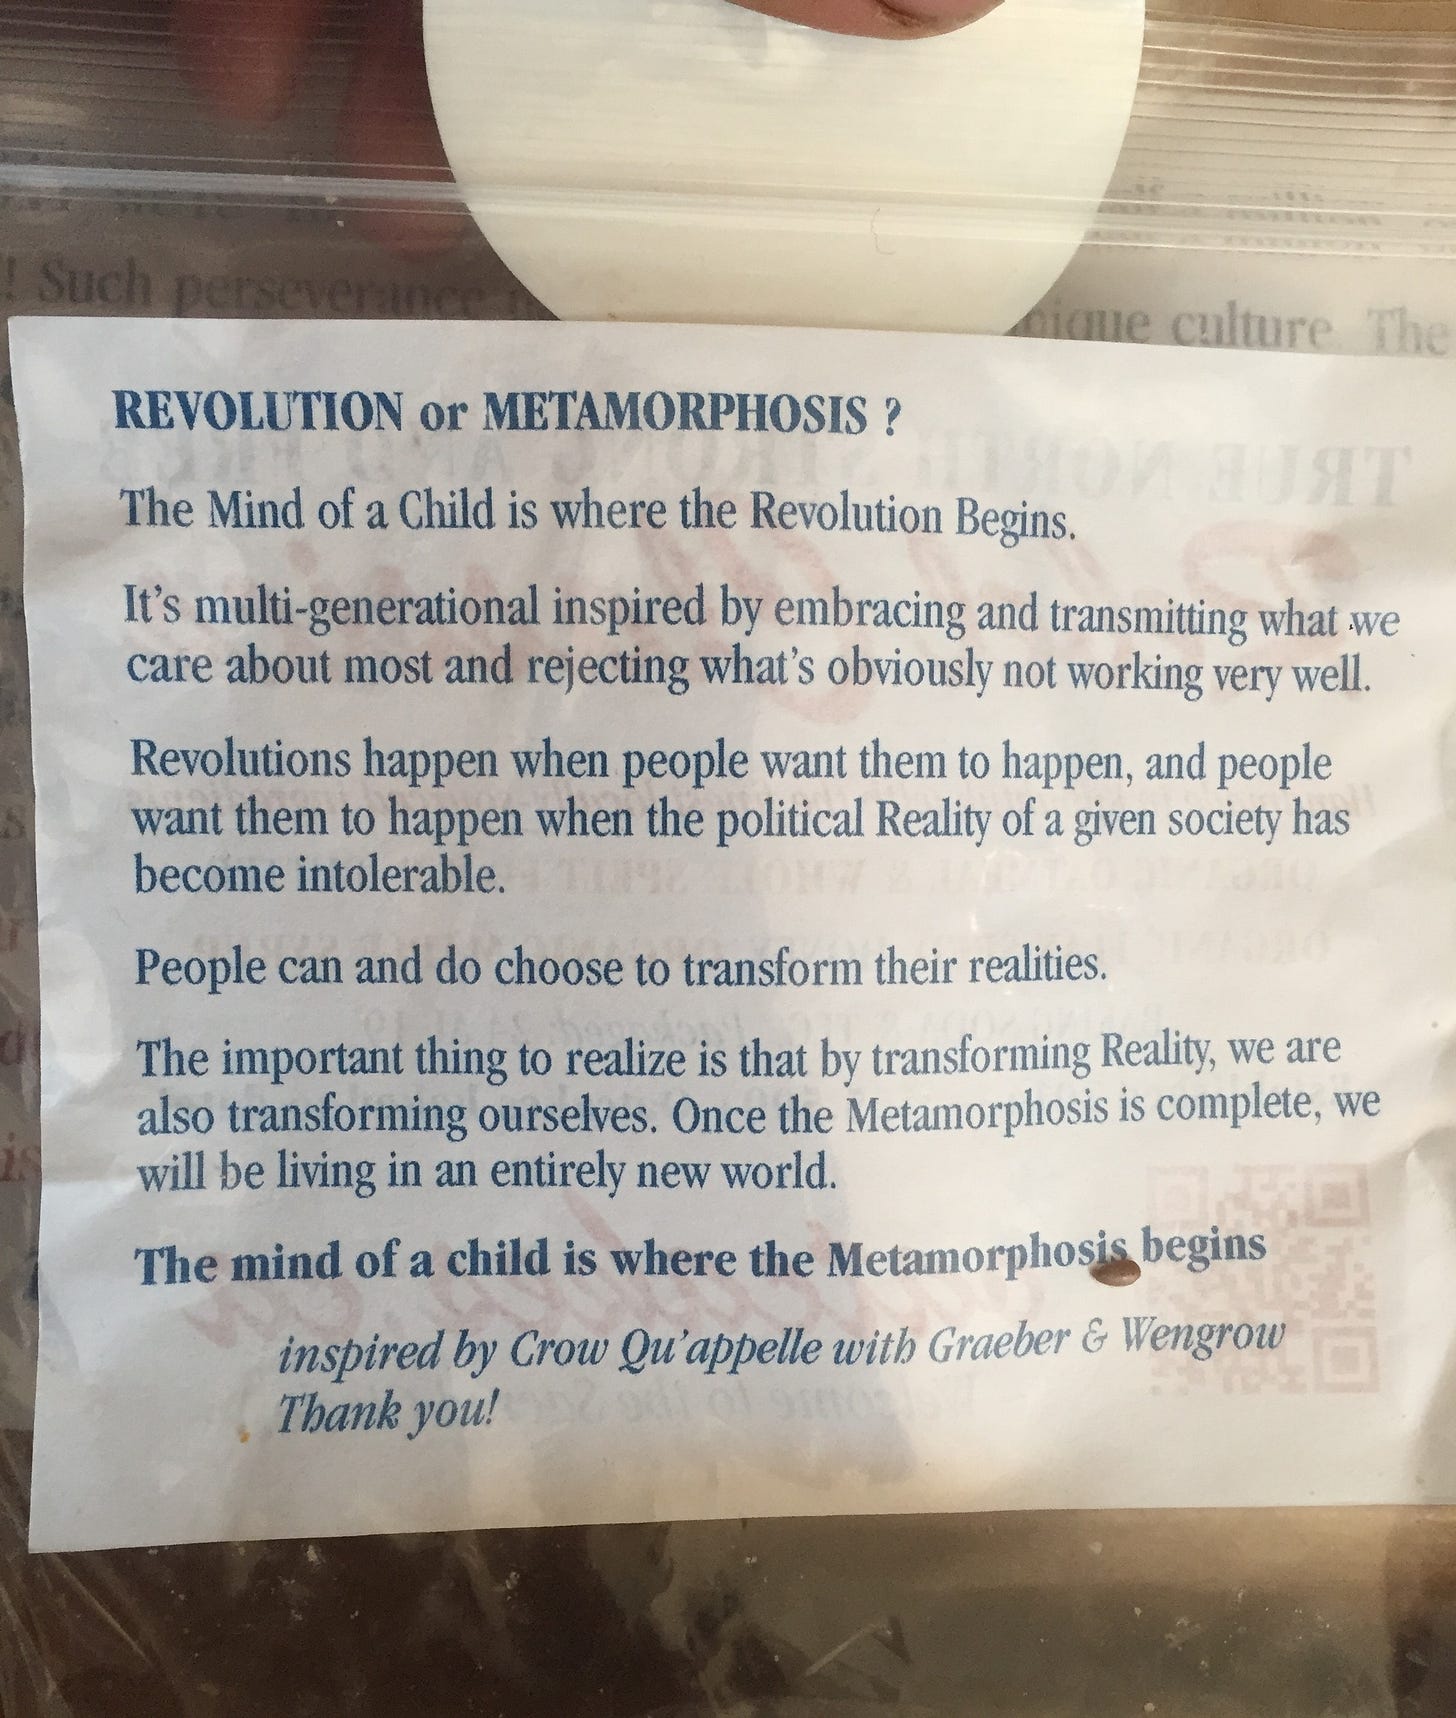 ! Such perseverance
unique culture. The
REVOLUTION or METAMORPHOSIS ?
The Mind of a Child is where the Revolution Begins.
It's multi-generational inspired by embracing and transmitting what we
care about most and rejecting what's obviously not working very well.
Revolutions happen when people want them to happen, and people
want them to happen when the political Reality of a given society has
become intolerable.
People can and do choose to transform their realities.
The important thing to realize is that by transforming Reality, we are
also transforming ourselves. Once the Metamorphosis is complete, we
will be living in an entirely new world.
The mind of a child is where the Metamorphosis begins
inspired by Crow Qu'appelle with Graeber & Wengrow
Thank you!